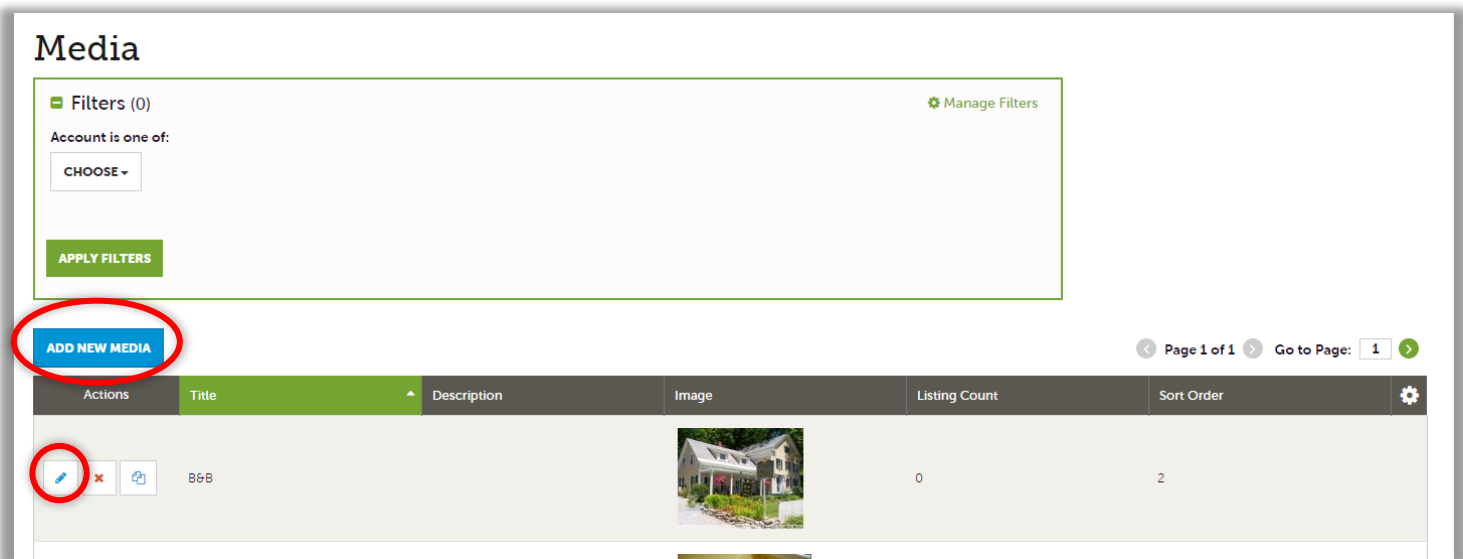 Media
Filters (0)
Manage Filters
Account is one of:
CHOOSE
APPLY FILTERS
ADD NEW MEDIA
Page 1 of 1 Go to Page: 1
Actions Title Description Image Listing Count Sort Order
B&B 0 2